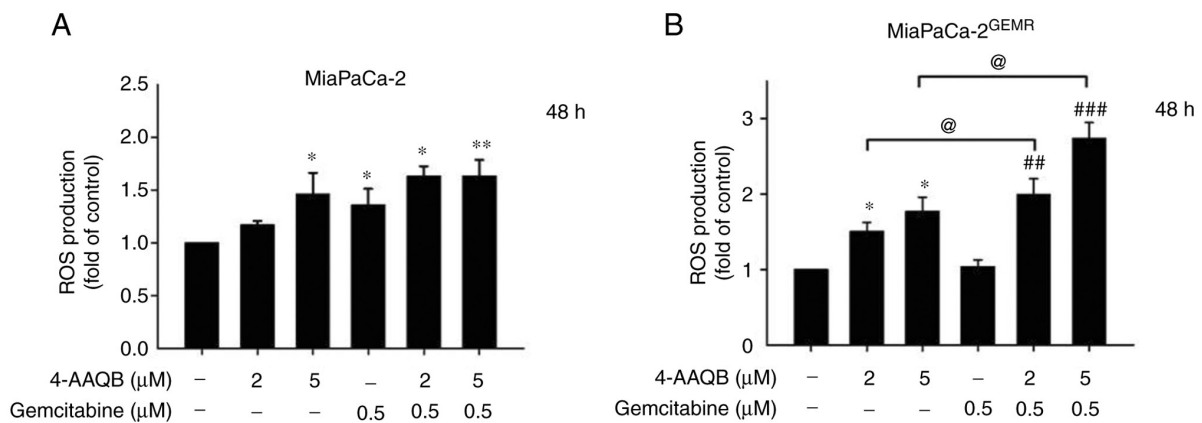 A
MiaPaCa-2
48 h
ROS production
(fold of control)
2.5
2.0
1.5
1.0
0.5
0.0
*
*
*
**
4-AAQB (μM) – 2 5 – 2 5
Gemcitabine (μM) – – – 0.5 0.5 0.5
B
MiaPaCa-2GEMR
48 h
ROS production
(fold of control)
3
2
1
0
@
@
*
*
##
###
4-AAQB (μM) – 2 5 – 2 5
Gemcitabine (μM) – – – 0.5 0.5 0.5